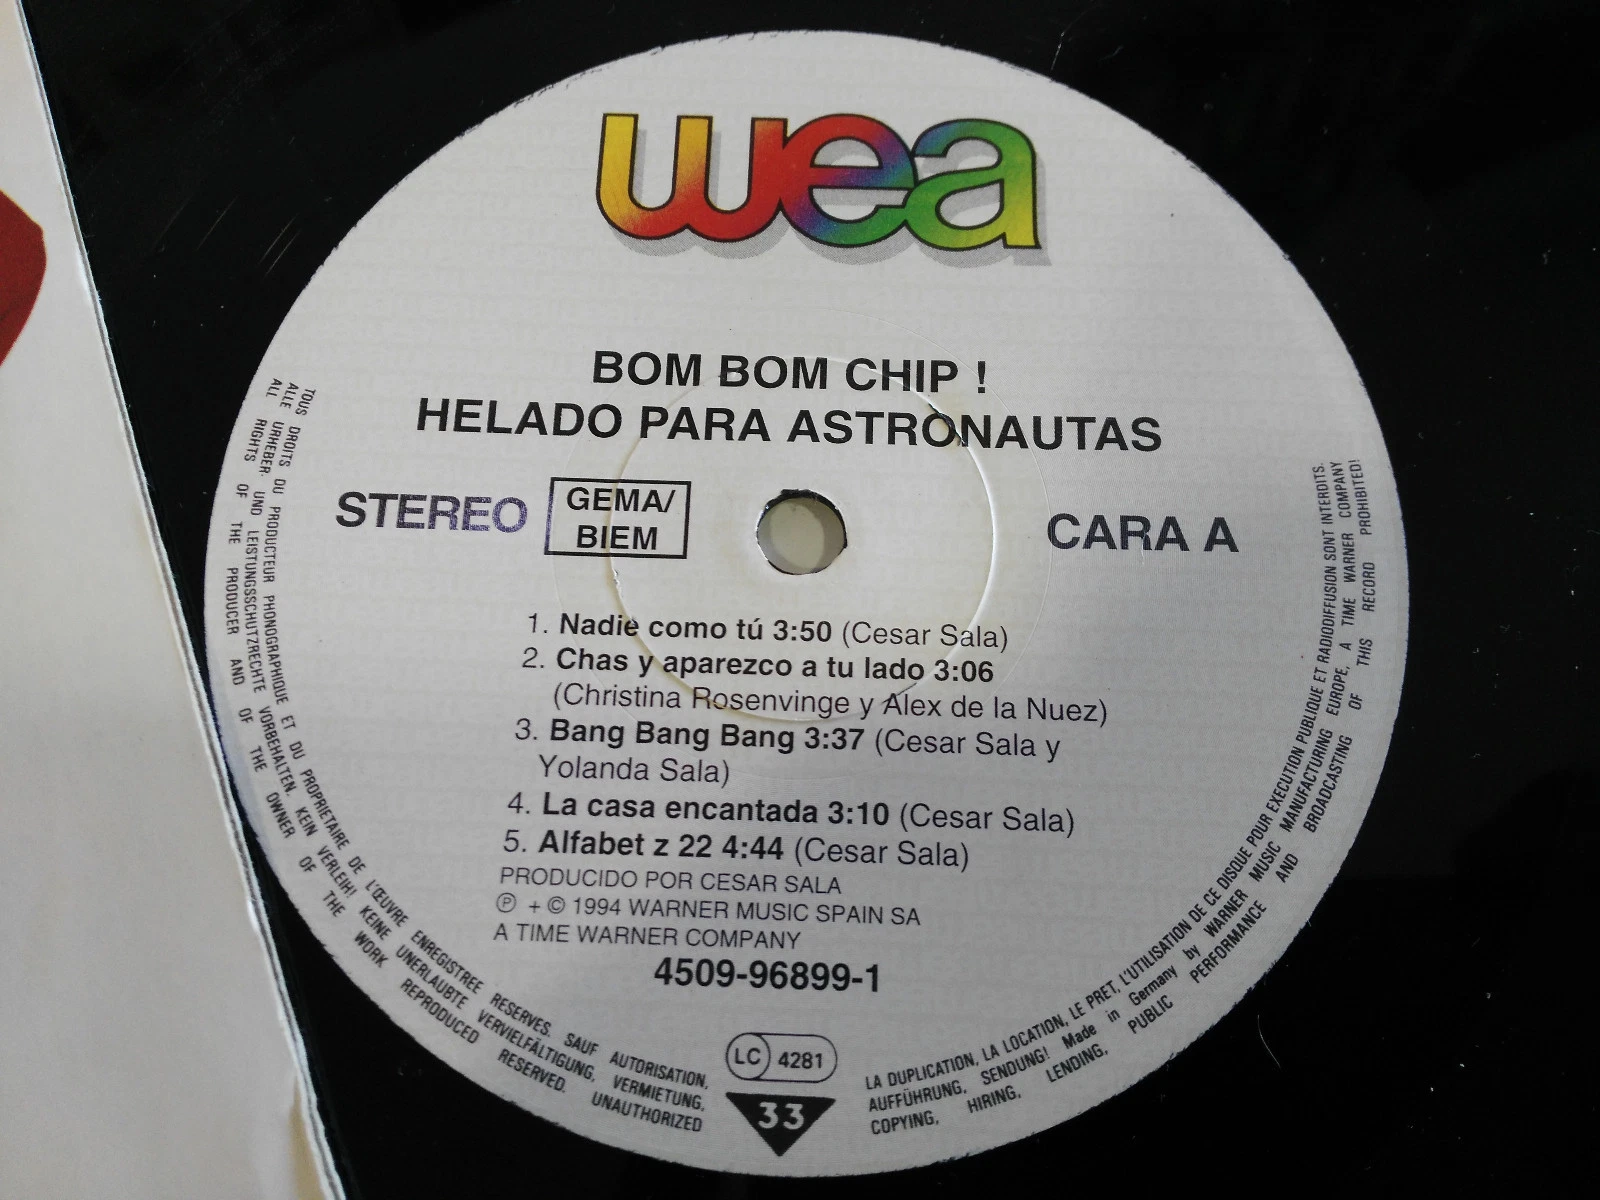 wea
BOM BOM CHIP !
HELADO PARA ASTRONAUTAS
STEREO
GEMA/
BIEM
CARA A
1. Nadie como tú 3:50 (Cesar Sala)
2. Chas y aparezco a tu lado 3:06
(Christina Rosenvinge y Alex de la Nuez)
3. Bang Bang Bang 3:37 (Cesar Sala y
Yolanda Sala)
4. La casa encantada 3:10 (Cesar Sala)
5. Alfabet z 22 4:44 (Cesar Sala)
PRODUCIDO POR CESAR SALA
Ⓟ + © 1994 WARNER MUSIC SPAIN SA
A TIME WARNER COMPANY
4509-96899-1
LC 4281
33
TOUS DROITS DU PRODUCTEUR PHONOGRAPHIQUE ET DU PROPRIETAIRE DE L'ŒUVRE ENREGISTREE RESERVES. SAUF AUTORISATION,
LA DUPLICATION, LA LOCATION, LE PRET, L'UTILISATION DE CE DISQUE POUR EXECUTION PUBLIQUE ET RADIODIFFUSION SONT INTERDITS.
ALLE URHEBER- UND LEISTUNGSSCHUTZRECHTE VORBEHALTEN. KEIN VERLEIH! KEINE UNERLAUBTE VERVIELFÄLTIGUNG, VERMIETUNG,
AUFFÜHRUNG, SENDUNG! Made in Germany by WARNER MUSIC MANUFACTURING EUROPE, A TIME WARNER COMPANY
ALL RIGHTS OF THE PRODUCER AND OF THE OWNER OF THE WORK REPRODUCED RESERVED. UNAUTHORIZED
COPYING, HIRING, LENDING, PUBLIC PERFORMANCE AND BROADCASTING OF THIS RECORD PROHIBITED!